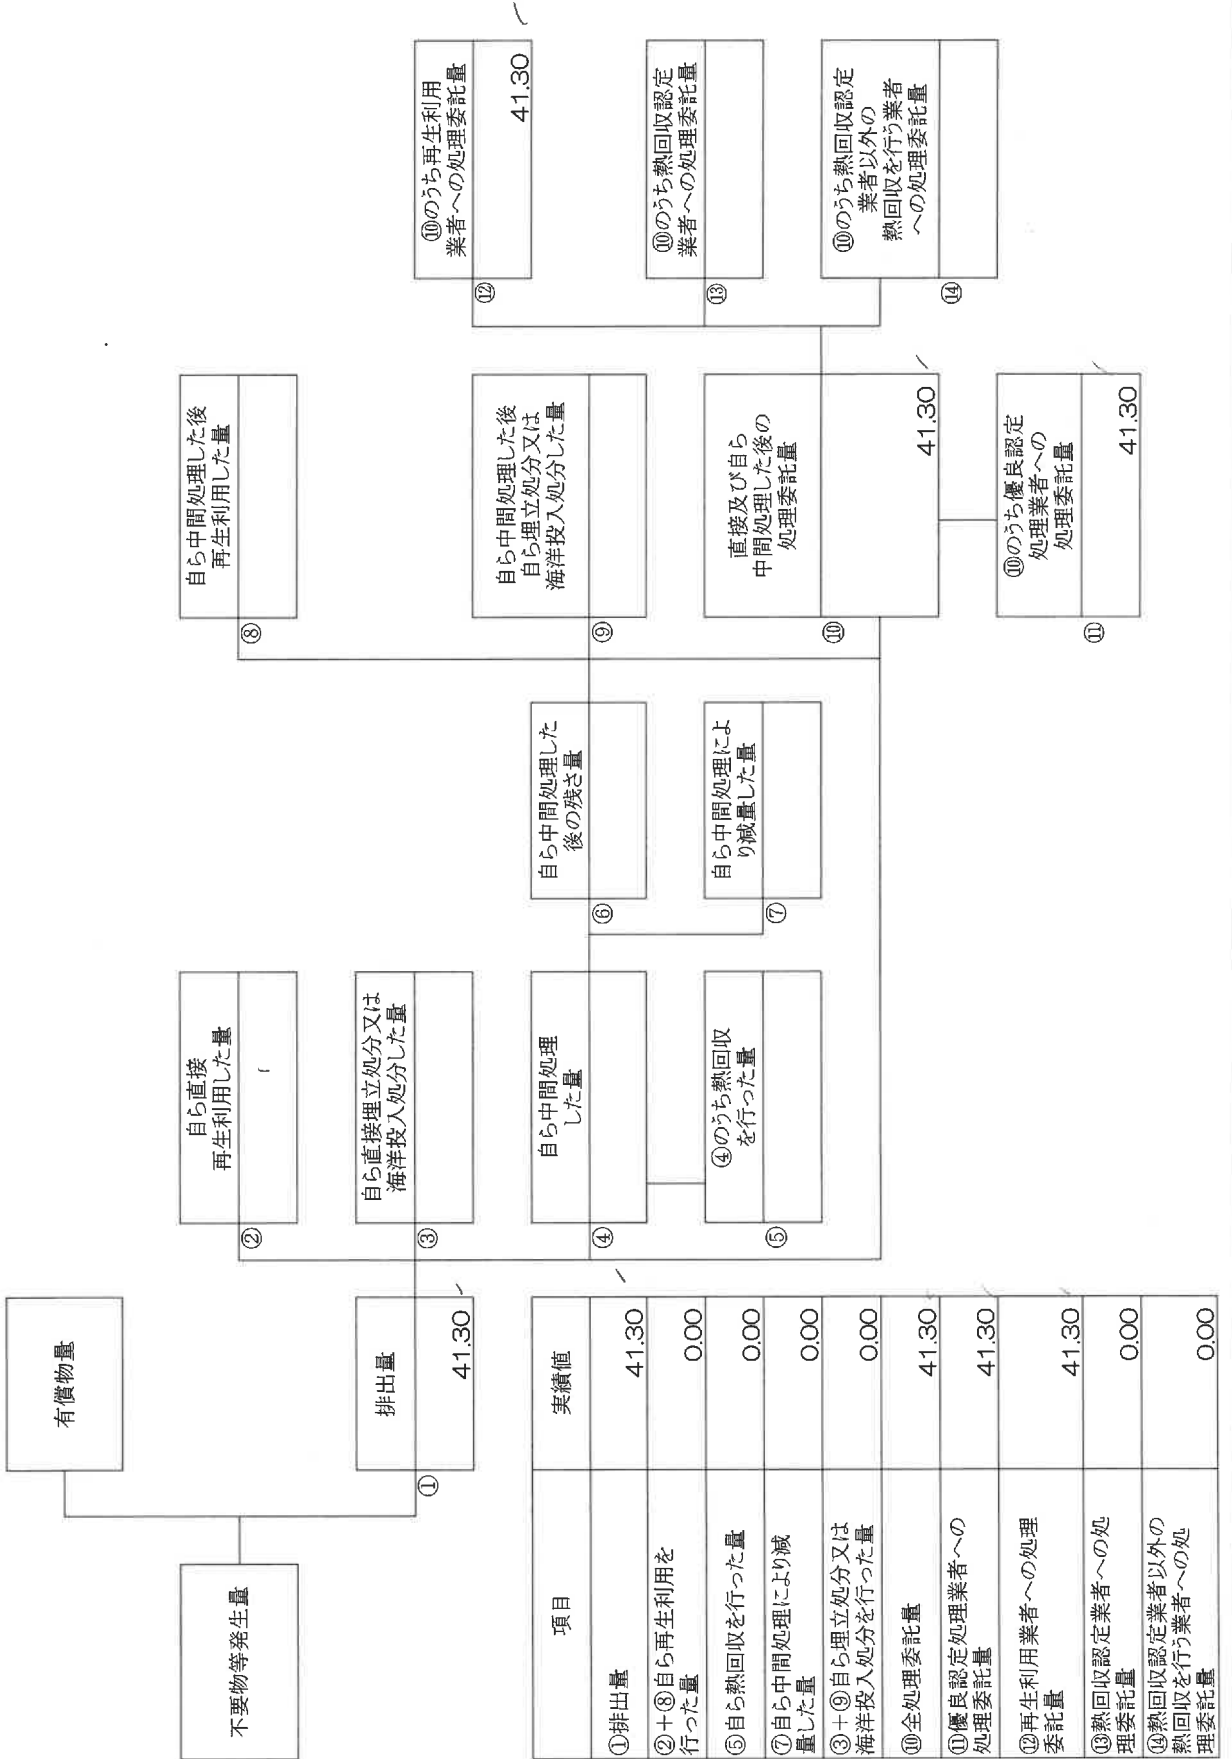 不要物等発生量
有償物量
①
排出量
41.30
②
自ら直接
再生利用した量
③
自ら直接埋立処分又は
海洋投入処分した量
④
自ら中間処理
した量
⑤
④のうち熱回収
を行った量
⑥
自ら中間処理した
後の残さ量
⑦
自ら中間処理によ
り減量した量
⑧
自ら中間処理した後
再生利用した量
⑨
自ら中間処理した後
自ら埋立処分又は
海洋投入処分した量
⑩
直接及び自ら
中間処理した後の
処理委託量
41.30
⑪
⑩のうち優良認定
処理業者への
処理委託量
41.30
⑫
⑩のうち再生利用
業者への処理委託量
41.30
⑬
⑩のうち熱回収認定
業者への処理委託量
⑭
⑩のうち熱回収認定
業者以外の
熱回収を行う業者
への処理委託量
項目
実績値
①排出量
41.30
②+⑧自ら再生利用を
行った量
0.00
⑤自ら熱回収を行った量
0.00
⑦自ら中間処理により減
量した量
0.00
③+⑨自ら埋立処分又は
海洋投入処分を行った量
0.00
⑩全処理委託量
41.30
⑪優良認定処理業者への
処理委託量
41.30
⑫再生利用業者への処理
委託量
41.30
⑬熱回収認定業者への処
理委託量
0.00
⑭熱回収認定業者以外の
熱回収を行う業者への処
理委託量
0.00